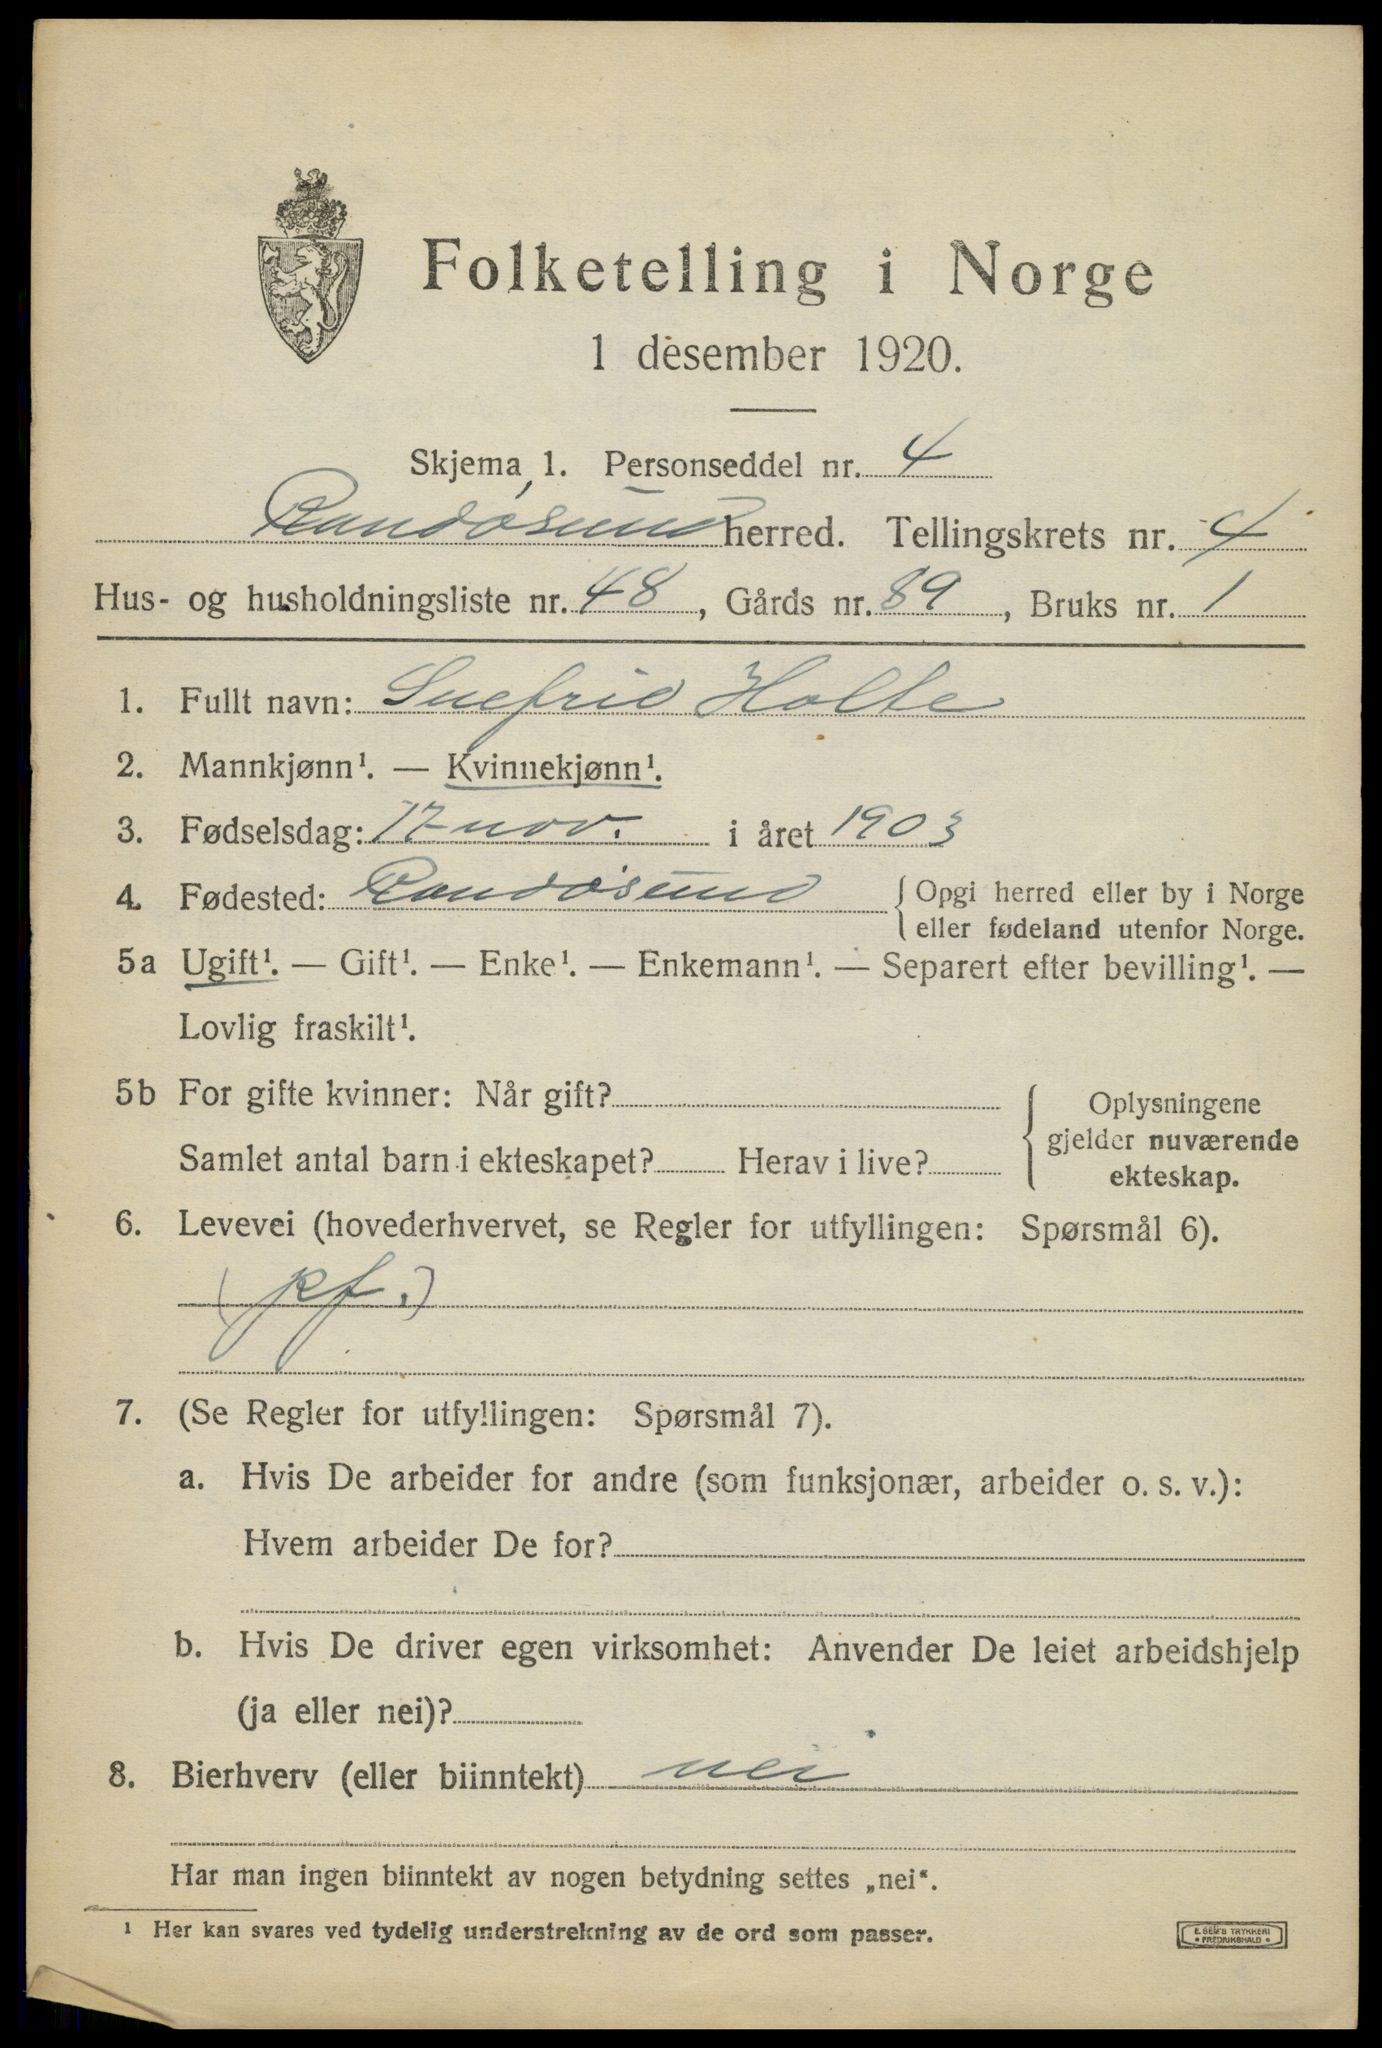 Folketelling i Norge
1 desember 1920.
Skjema 1. Personseddel nr. 4
Randøsund herred. Tellingskrets nr. 4
Hus- og husholdningsliste nr. 48, Gårds nr. 89, Bruks nr. 1
1. Fullt navn: Snefrid Holte
2. Mannkjønn¹. — Kvinnekjønn¹.
3. Fødselsdag: 17 nov. i året 1903
4. Fødested: Randøsund { Opgi herred eller by i Norge
eller fødeland utenfor Norge.
5a Ugift¹. — Gift¹. — Enke¹. — Enkemann¹. — Separert efter bevilling¹. —
Lovlig fraskilt¹.
5b For gifte kvinner: Når gift?
Samlet antal barn i ekteskapet? Herav i live?
{ Oplysningene
gjelder nuværende
ekteskap.
6. Levevei (hovederhvervet, se Regler for utfyllingen: Spørsmål 6).
(pf.)
7. (Se Regler for utfyllingen: Spørsmål 7).
a. Hvis De arbeider for andre (som funksjonær, arbeider o. s. v.):
Hvem arbeider De for?
b. Hvis De driver egen virksomhet: Anvender De leiet arbeidshjelp
(ja eller nei)?
8. Bierhverv (eller biinntekt) nei
Har man ingen biinntekt av nogen betydning settes „nei“.
¹ Her kan svares ved tydelig understrekning av de ord som passer.
E. SEM'S TRYKKERI
• FREDRIKSHALD •